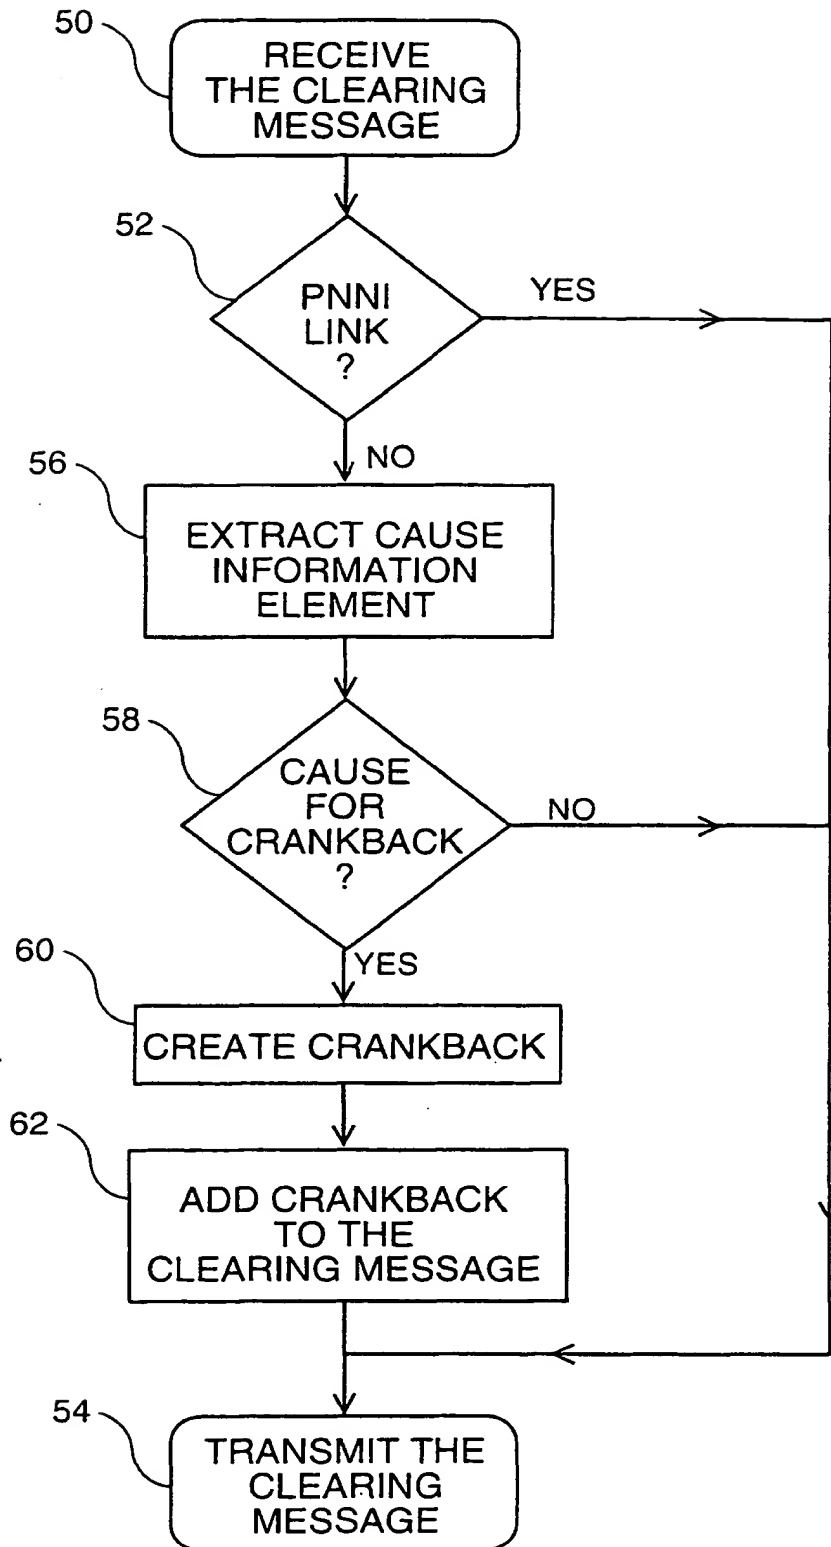 50
RECEIVE
THE CLEARING
MESSAGE
52
PNNI
LINK
?
YES
NO
56
EXTRACT CAUSE
INFORMATION
ELEMENT
58
CAUSE
FOR
CRANKBACK
?
NO
YES
60
CREATE CRANKBACK
62
ADD CRANKBACK
TO THE
CLEARING MESSAGE
54
TRANSMIT THE
CLEARING
MESSAGE